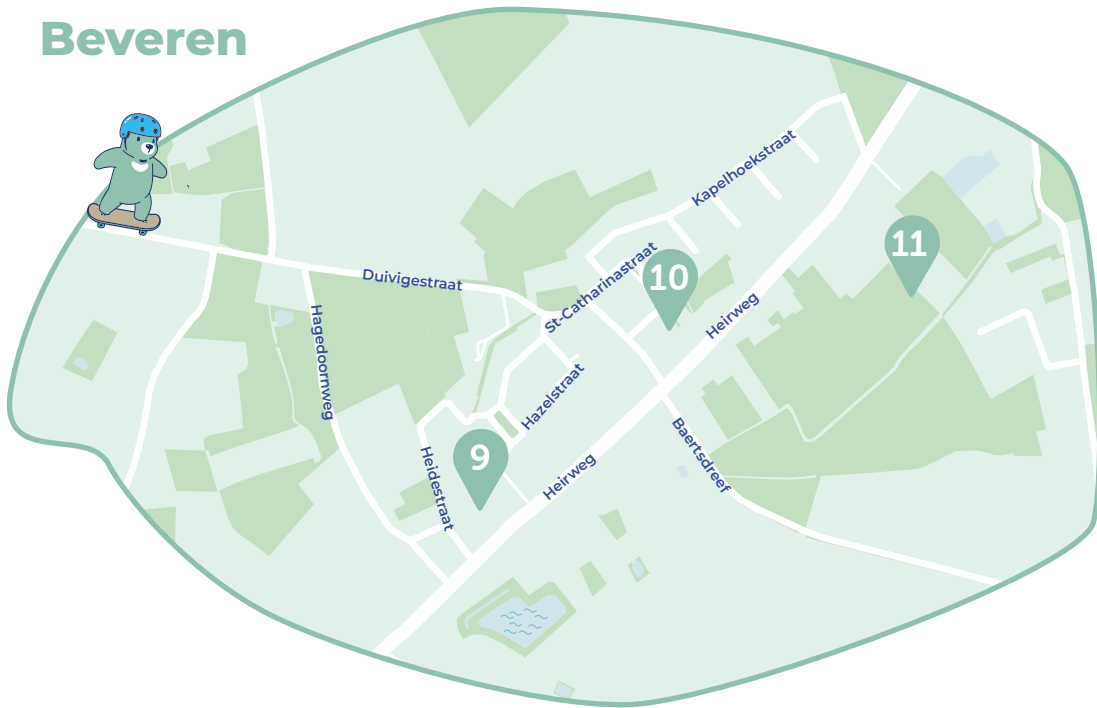 Beveren
Kapelhoekstraat
11
St-Catharinastraat
10
Duivigestraat
Heirweg
Hagedoornweg
Hazelstraat
9
Heidestraat
Heirweg
Baertsdreef